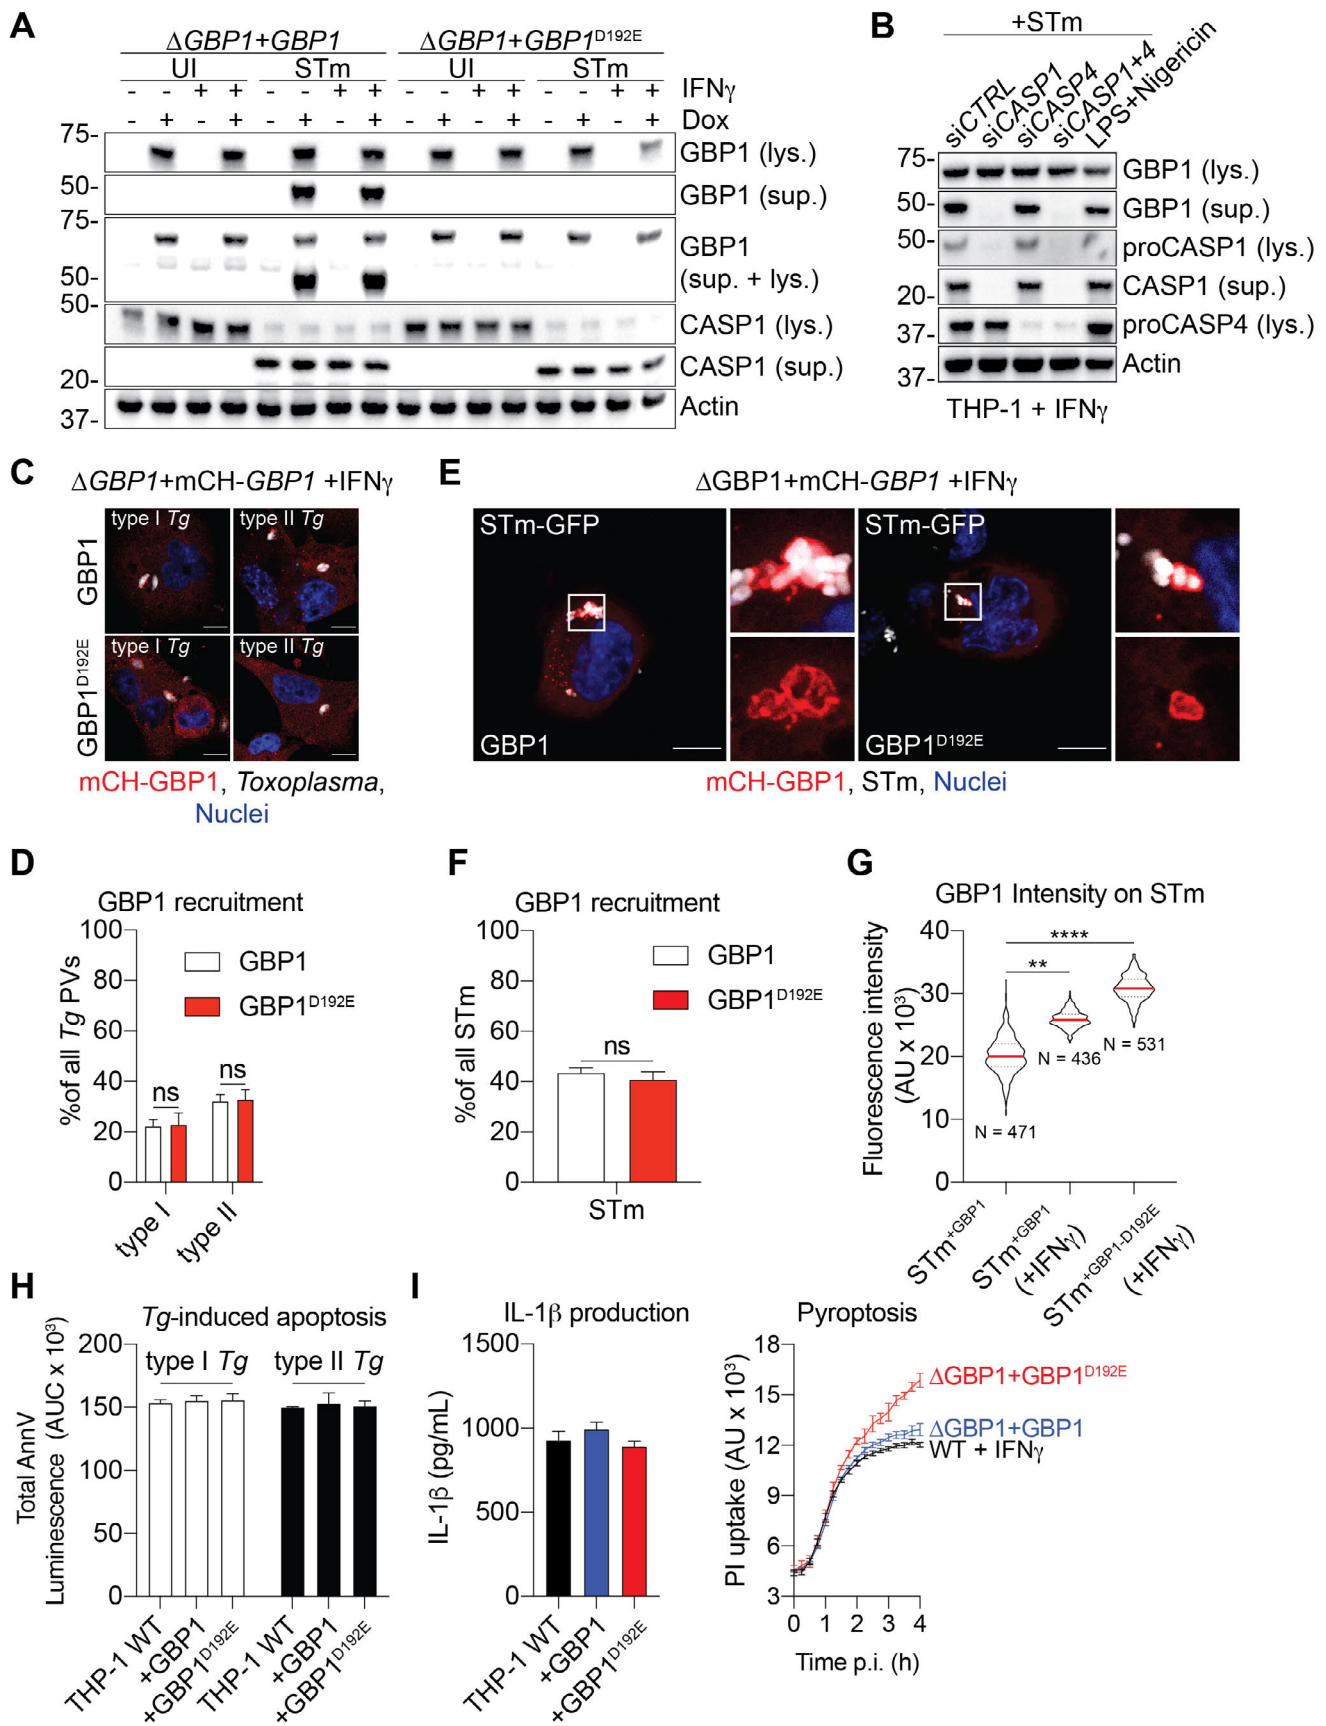 A
ΔGBP1+GBP1 ΔGBP1+GBP1D192E
UI STm UI STm
- - + + - - + + - - + + - - + + IFNγ
- + - + - + - + - + - + - + - + Dox
75- GBP1 (lys.)
50- GBP1 (sup.)
75- GBP1
50- (sup. + lys.)
50- CASP1 (lys.)
20- CASP1 (sup.)
37- Actin
B
+STm
siCTRL
siCASP1
siCASP4
siCASP1+4
LPS+Nigericin
75- GBP1 (lys.)
50- GBP1 (sup.)
50- proCASP1 (lys.)
20- CASP1 (sup.)
37- proCASP4 (lys.)
37- Actin
THP-1 + IFNγ
C
ΔGBP1+mCH-GBP1 +IFNγ
type I Tg type II Tg
GBP1
type I Tg type II Tg
GBP1D192E
mCH-GBP1, Toxoplasma,
Nuclei
E
ΔGBP1+mCH-GBP1 +IFNγ
STm-GFP STm-GFP
GBP1 GBP1D192E
mCH-GBP1, STm, Nuclei
D
GBP1 recruitment
%of all Tg PVs
100
80
60
40
20
0
GBP1
GBP1D192E
ns ns
type I type II
F
GBP1 recruitment
%of all STm
100
80
60
40
20
0
GBP1
GBP1D192E
ns
STm
G
GBP1 Intensity on STm
Fluorescence intensity
(AU x 10³)
40
30
20
10
0
****
**
N = 471
N = 436
N = 531
STm+GBP1
STm+GBP1
(+IFNγ)
STm+GBP1-D192E
(+IFNγ)
H
Tg-induced apoptosis
Total AnnV
Luminescence (AUC x 10³)
200
150
100
50
0
type I Tg type II Tg
THP-1 WT
+GBP1
+GBP1D192E
THP-1 WT
+GBP1
+GBP1D192E
I
IL-1β production
IL-1β (pg/mL)
1500
1000
500
0
THP-1 WT
+GBP1
+GBP1D192E
Pyroptosis
PI uptake (AU x 10³)
18
15
12
9
6
3
ΔGBP1+GBP1D192E
ΔGBP1+GBP1
WT + IFNγ
0 1 2 3 4
Time p.i. (h)